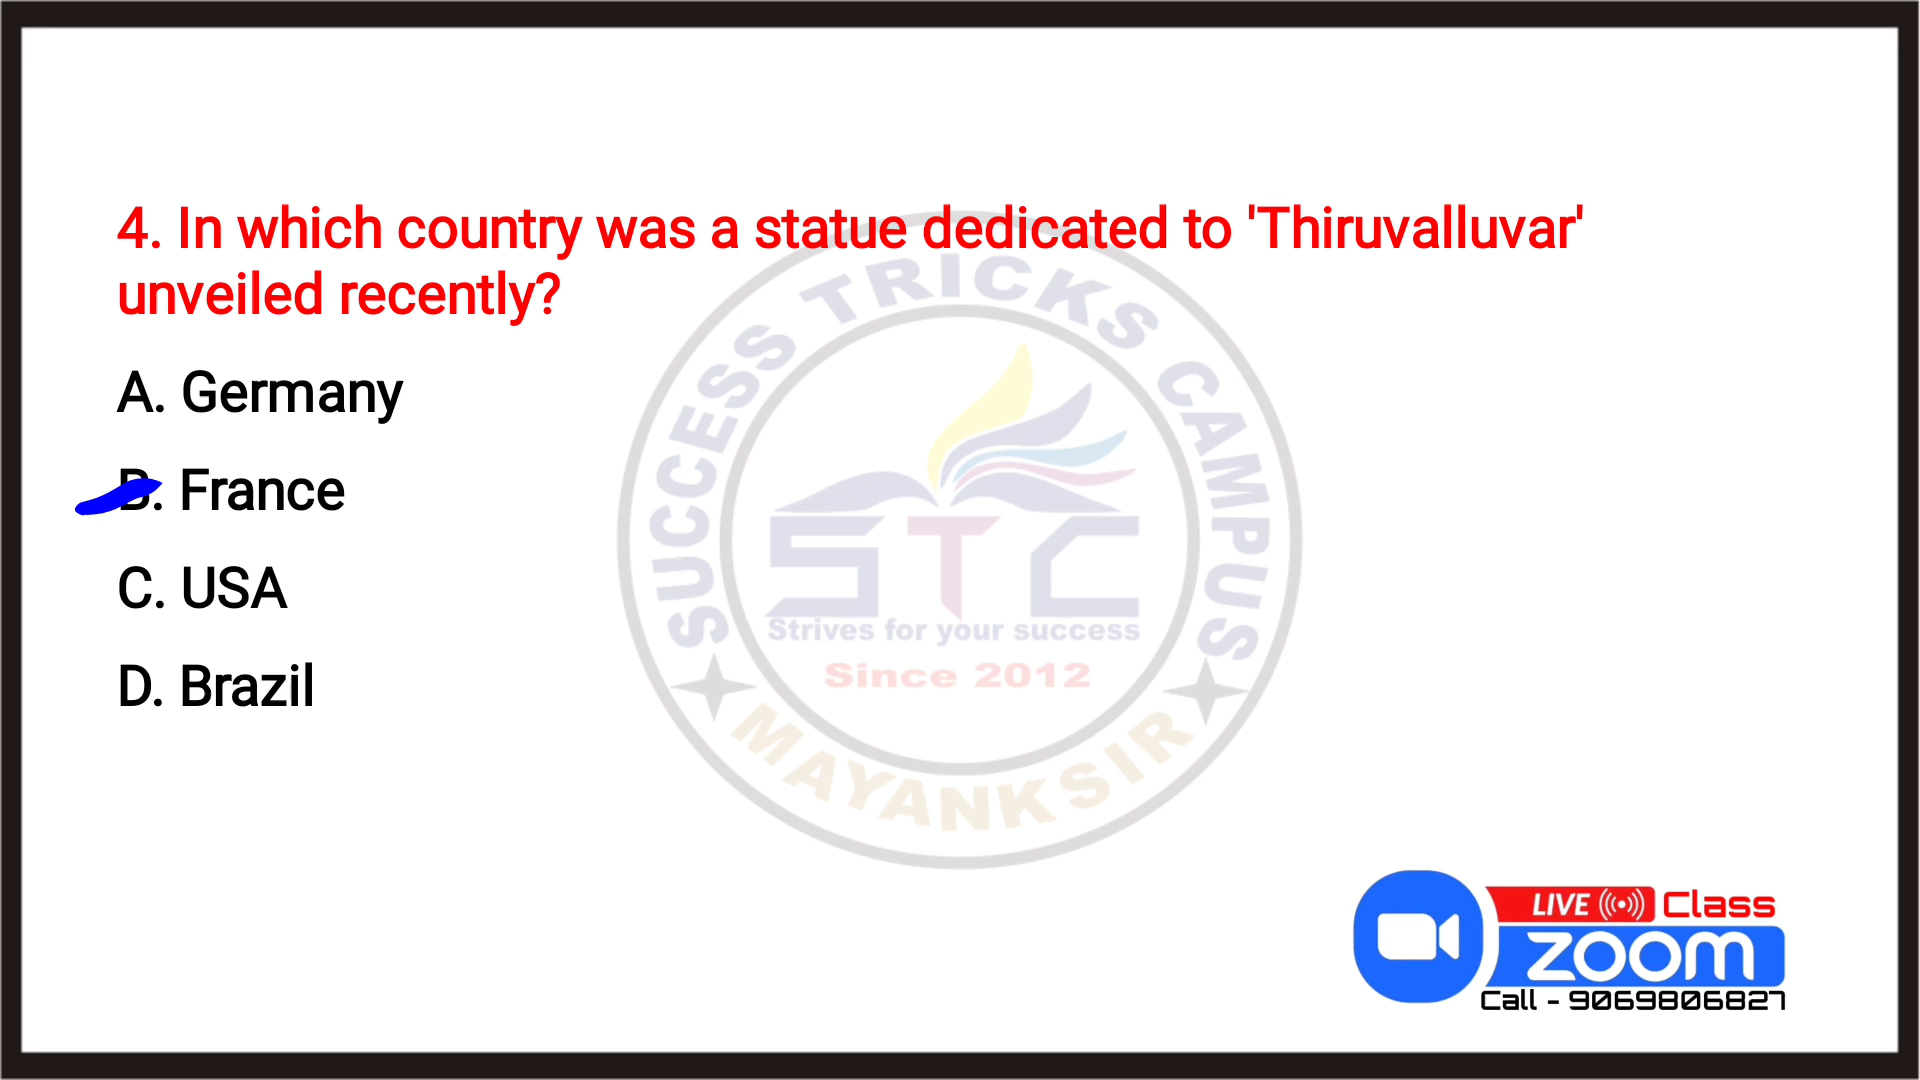 4. In which country was a statue dedicated to 'Thiruvalluvar'
unveiled recently?
A. Germany
B. France
C. USA
D. Brazil
SUCCESS TRICKS CAMPUS
STC
Strives for your success
Since 2012
MAYANKSIR
LIVE Class
zoom
Call - 9069806827